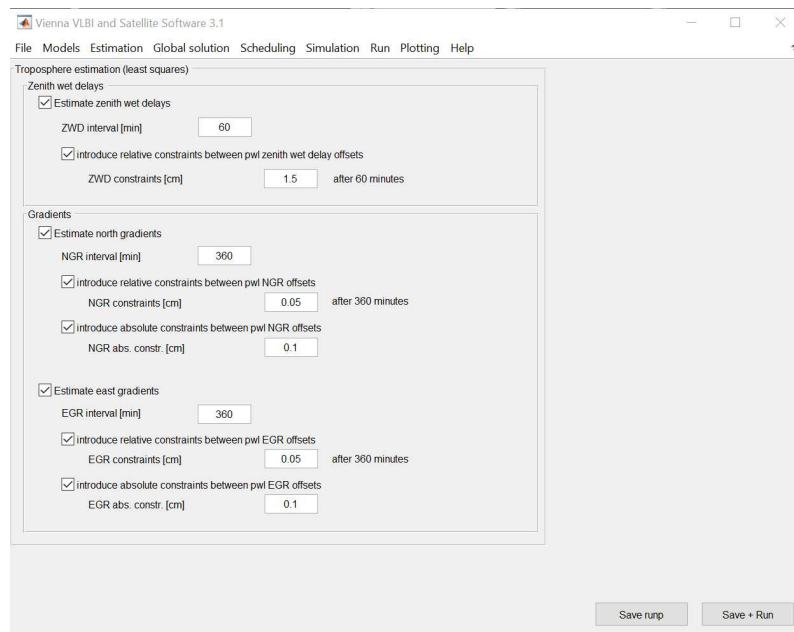 Vienna VLBI and Satellite Software 3.1
File Models Estimation Global solution Scheduling Simulation Run Plotting Help
Troposphere estimation (least squares)
Zenith wet delays
Estimate zenith wet delays
ZWD interval [min] 60
introduce relative constraints between pwl zenith wet delay offsets
ZWD constraints [cm] 1.5 after 60 minutes
Gradients
Estimate north gradients
NGR interval [min] 360
introduce relative constraints between pwl NGR offsets
NGR constraints [cm] 0.05 after 360 minutes
introduce absolute constraints between pwl NGR offsets
NGR abs. constr. [cm] 0.1
Estimate east gradients
EGR interval [min] 360
introduce relative constraints between pwl EGR offsets
EGR constraints [cm] 0.05 after 360 minutes
introduce absolute constraints between pwl EGR offsets
EGR abs. constr. [cm] 0.1
Save runp Save + Run